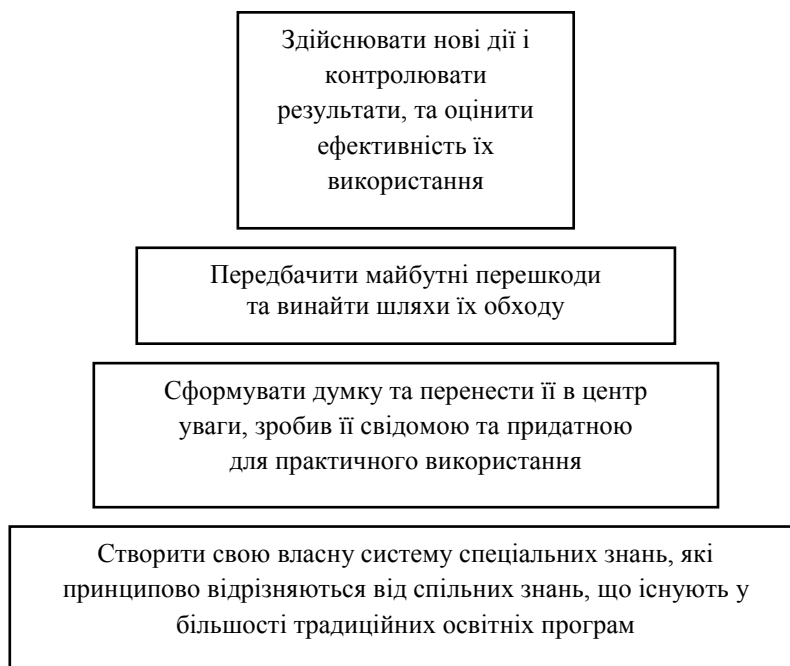 Здійснювати нові дії і
контролювати
результати, та оцінити
ефективність їх
використання
Передбачити майбутні перешкоди
та винайти шляхи їх обходу
Сформувати думку та перенести її в центр
уваги, зробив її свідомою та придатною
для практичного використання
Створити свою власну систему спеціальних знань, які
принципово відрізняються від спільних знань, що існують у
більшості традиційних освітніх програм